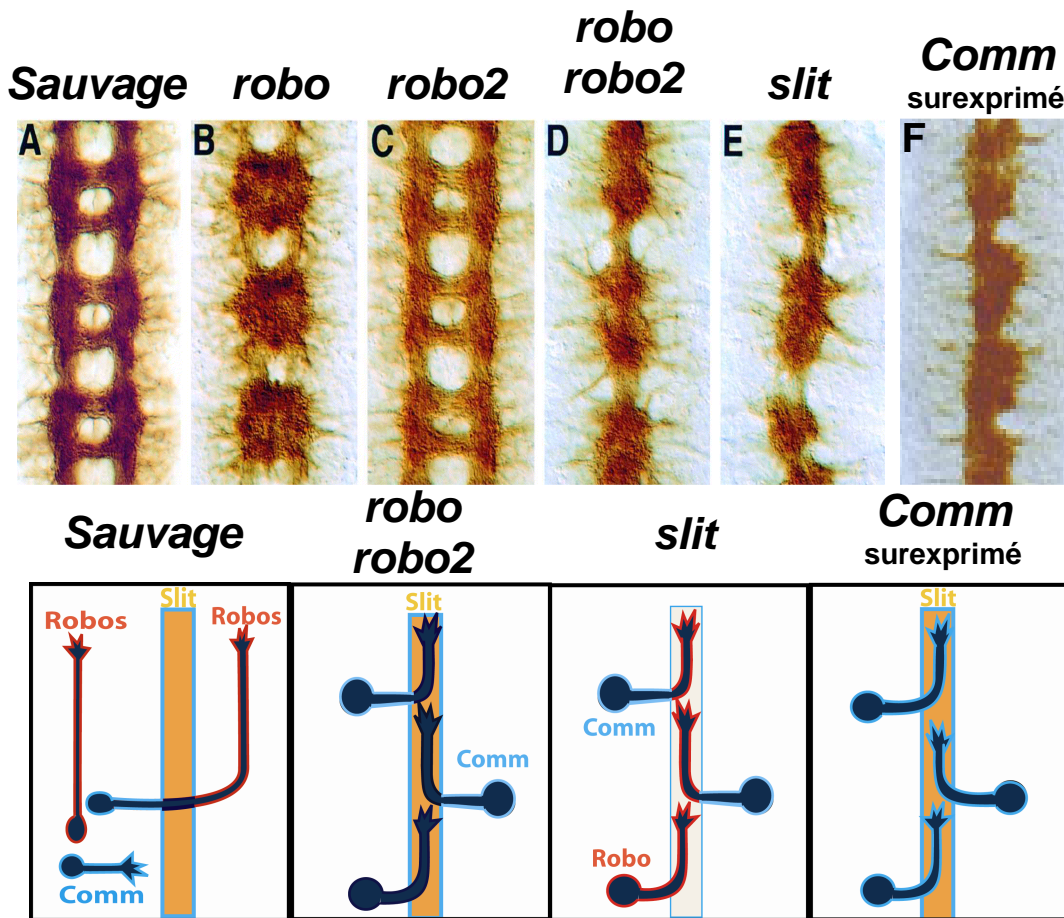 Sauvage
robo
robo2
robo
robo2
slit
Comm
surexprimé
A
B
C
D
E
F
Sauvage
robo
robo2
slit
Comm
surexprimé
Slit
Robos
Robos
Comm
Slit
Comm
Comm
Robo
Slit